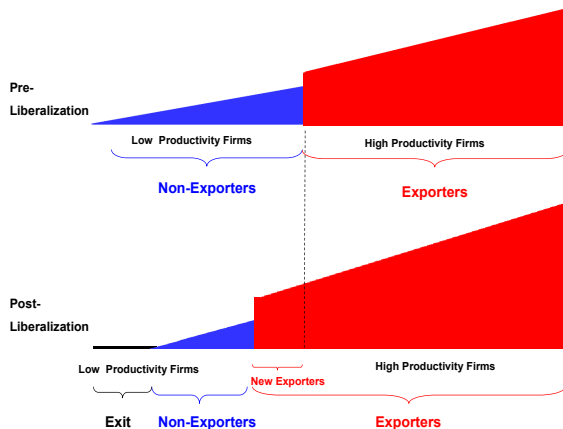 Pre-
Liberalization
Low Productivity Firms
High Productivity Firms
Non-Exporters
Exporters
Post-
Liberalization
Low Productivity Firms
New Exporters
High Productivity Firms
Exit
Non-Exporters
Exporters